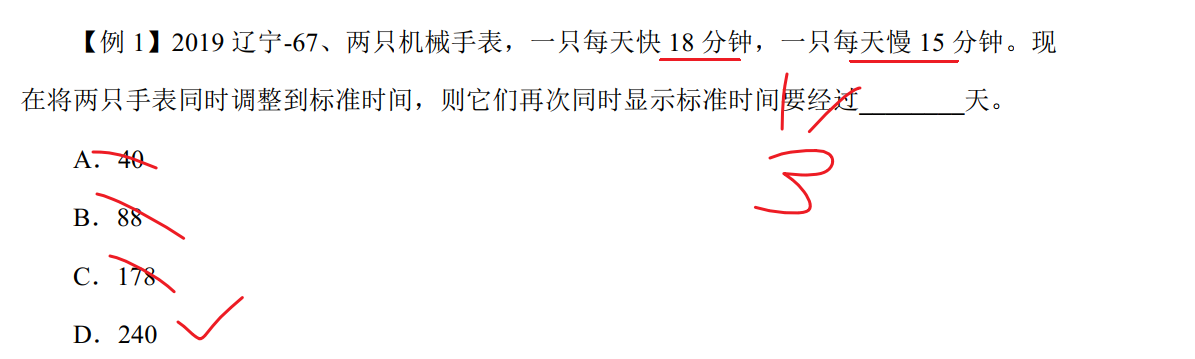 【例 1】2019 辽宁-67、两只机械手表，一只每天快 18 分钟，一只每天慢 15 分钟。现
在将两只手表同时调整到标准时间，则它们再次同时显示标准时间要经过________天。
3
A．40
B．88
C．178
D．240